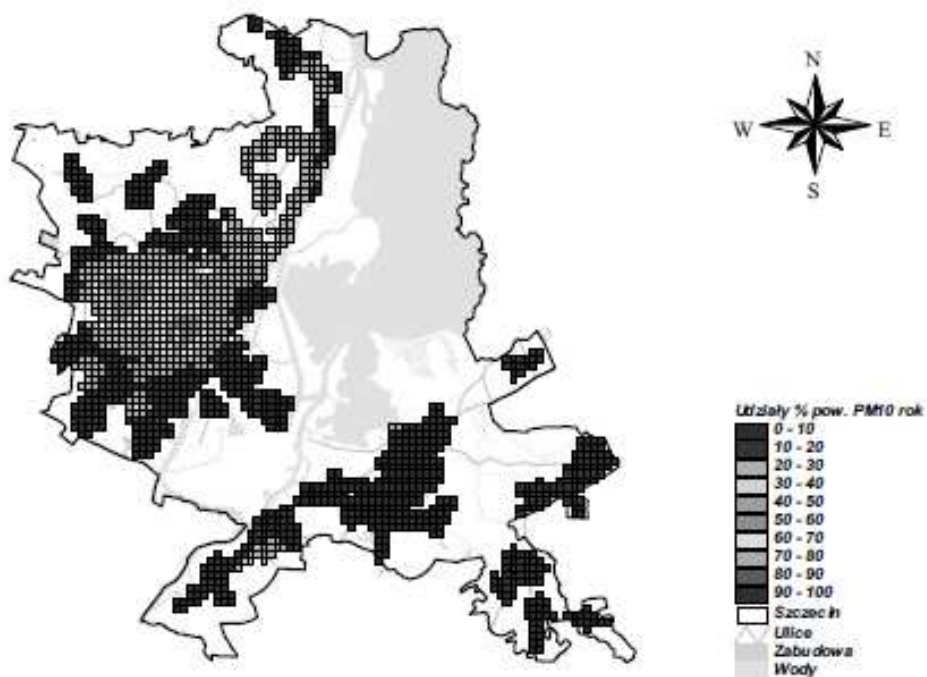 N
W E
S
Udziały % pow. PM10 rok
0 - 10
10 - 20
20 - 30
30 - 40
40 - 50
50 - 60
60 - 70
70 - 80
80 - 90
90 - 100
Szczecin
Ulice
Zabudowa
Wody